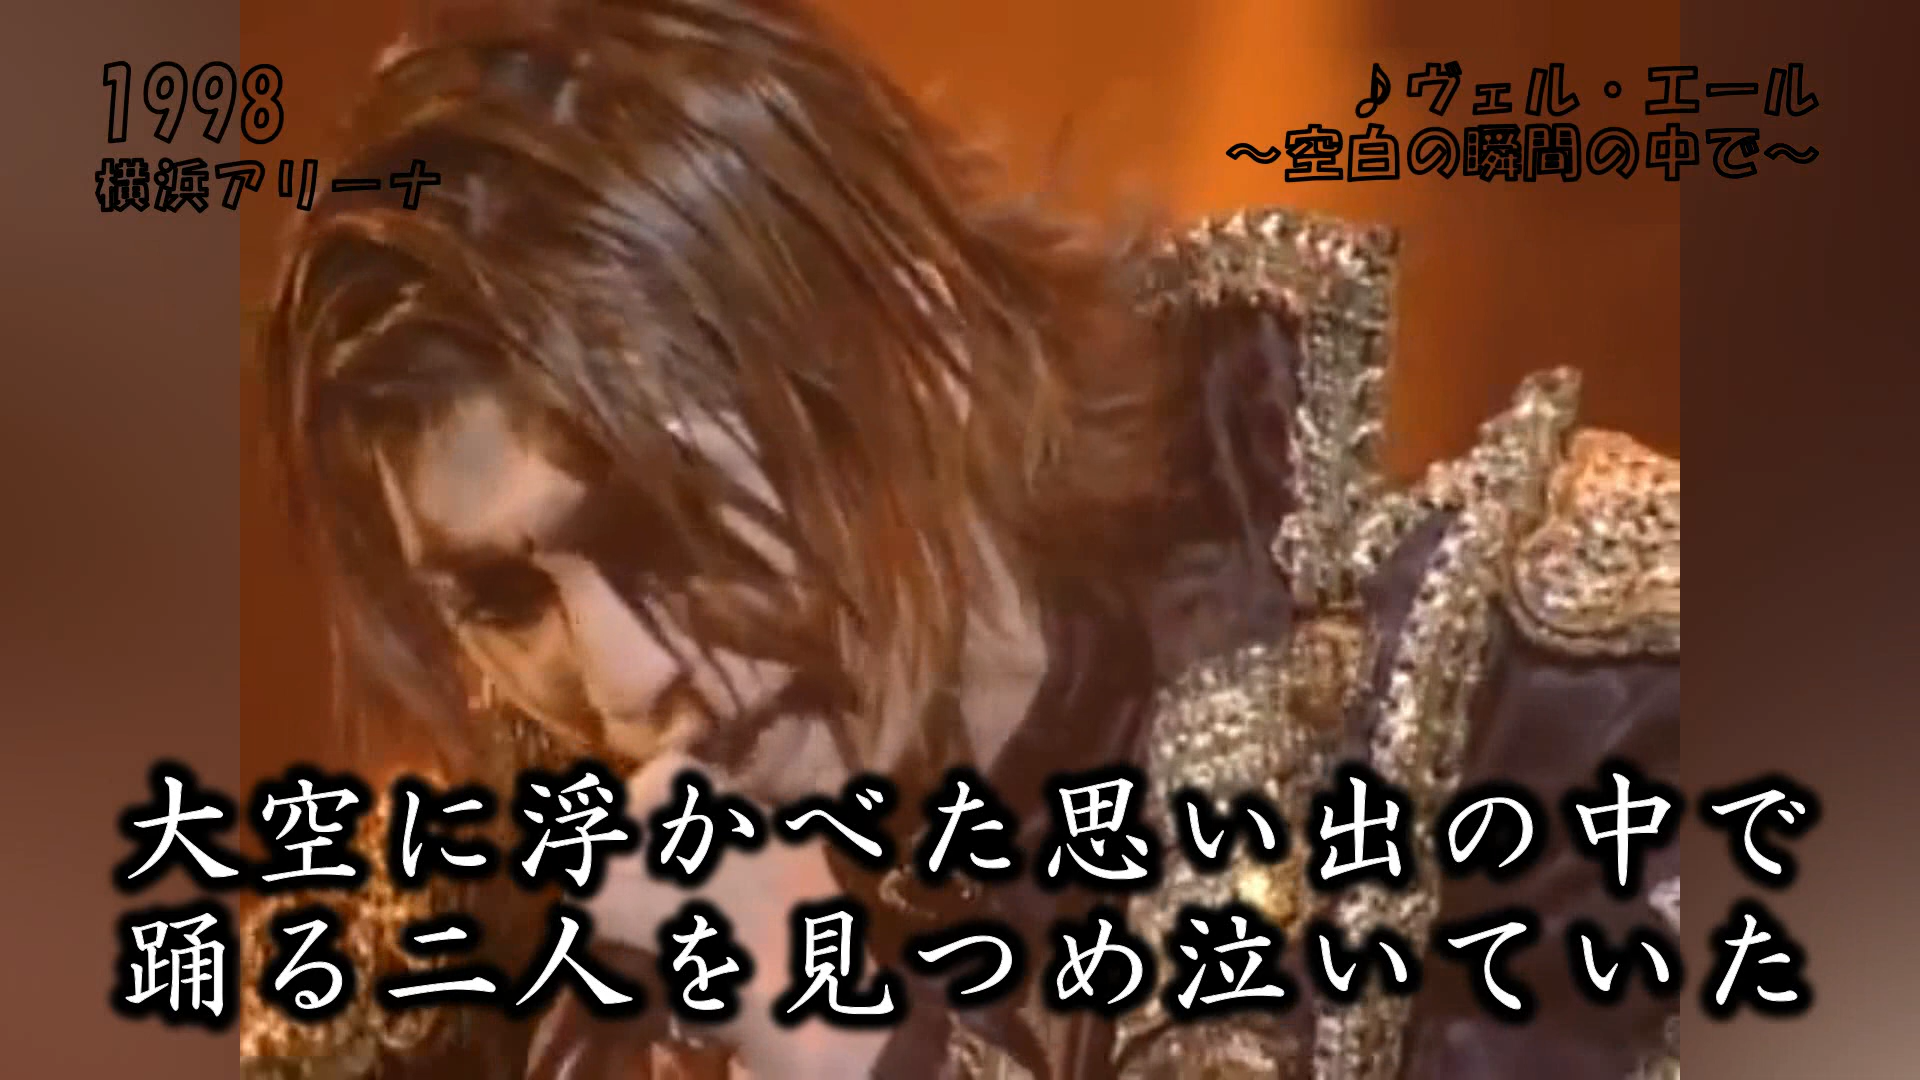 1998
横浜アリーナ
♪ヴェル・エール
～空白の瞬間の中で～
大空に浮かべた思い出の中で
踊る二人を見つめ泣いていた